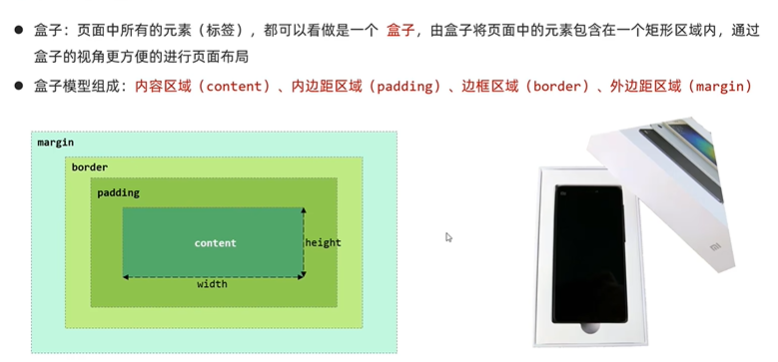 ● 盒子：页面中所有的元素（标签），都可以看做是一个 盒子，由盒子将页面中的元素包含在一个矩形区域内，通过
盒子的视角更方便的进行页面布局
● 盒子模型组成：内容区域（content）、内边距区域（padding）、边框区域（border）、外边距区域（margin）
margin
border
padding
content
height
width